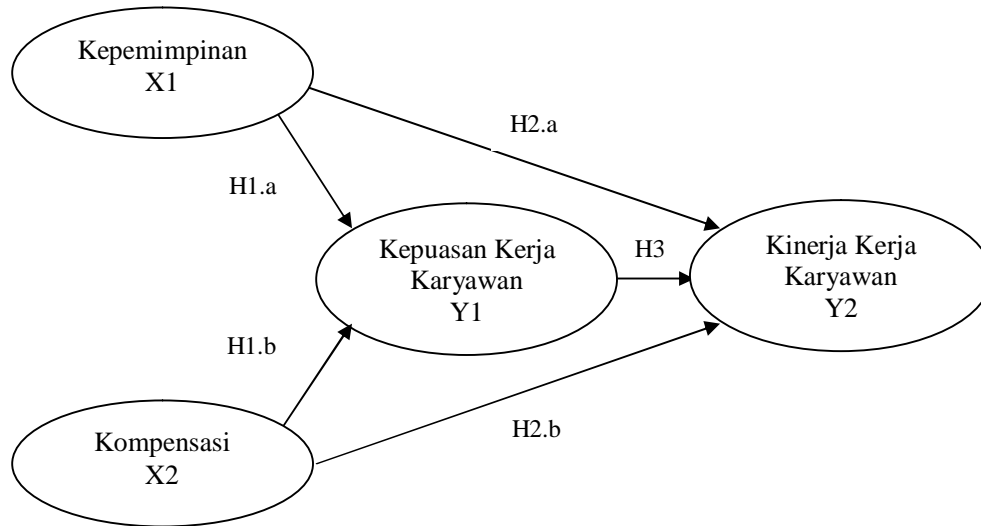 Kepemimpinan
X1
H2.a
H1.a
Kepuasan Kerja
Karyawan
Y1
H3
Kinerja Kerja
Karyawan
Y2
H1.b
H2.b
Kompensasi
X2